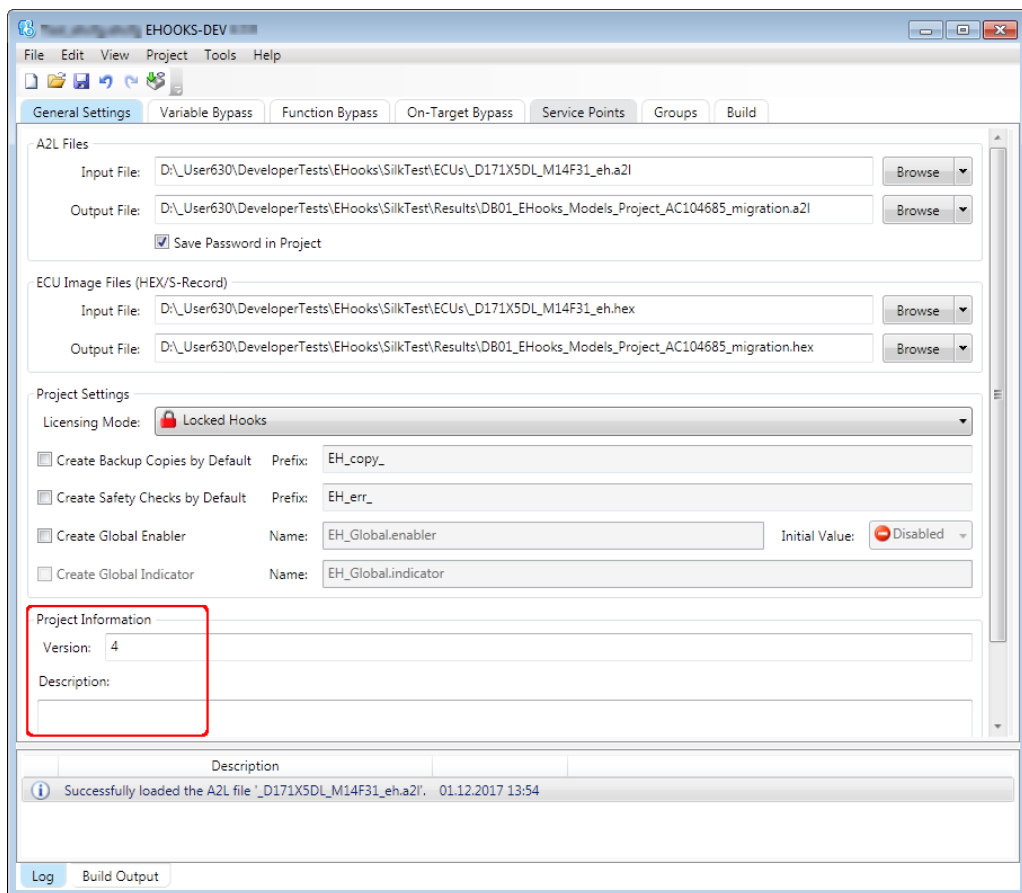 EHOOKS-DEV
File Edit View Project Tools Help
General Settings Variable Bypass Function Bypass On-Target Bypass Service Points Groups Build
A2L Files
Input File: D:\_User630\DeveloperTests\EHooks\SilkTest\ECUs\_D171X5DL_M14F31_eh.a2l Browse
Output File: D:\_User630\DeveloperTests\EHooks\SilkTest\Results\DB01_EHooks_Models_Project_AC104685_migration.a2l Browse
Save Password in Project
ECU Image Files (HEX/S-Record)
Input File: D:\_User630\DeveloperTests\EHooks\SilkTest\ECUs\_D171X5DL_M14F31_eh.hex Browse
Output File: D:\_User630\DeveloperTests\EHooks\SilkTest\Results\DB01_EHooks_Models_Project_AC104685_migration.hex Browse
Project Settings
Licensing Mode: Locked Hooks
Create Backup Copies by Default Prefix: EH_copy_
Create Safety Checks by Default Prefix: EH_err_
Create Global Enabler Name: EH_Global.enabler Initial Value: Disabled
Create Global Indicator Name: EH_Global.indicator
Project Information
Version: 4
Description:
Description
Successfully loaded the A2L file '_D171X5DL_M14F31_eh.a2l'. 01.12.2017 13:54
Log Build Output